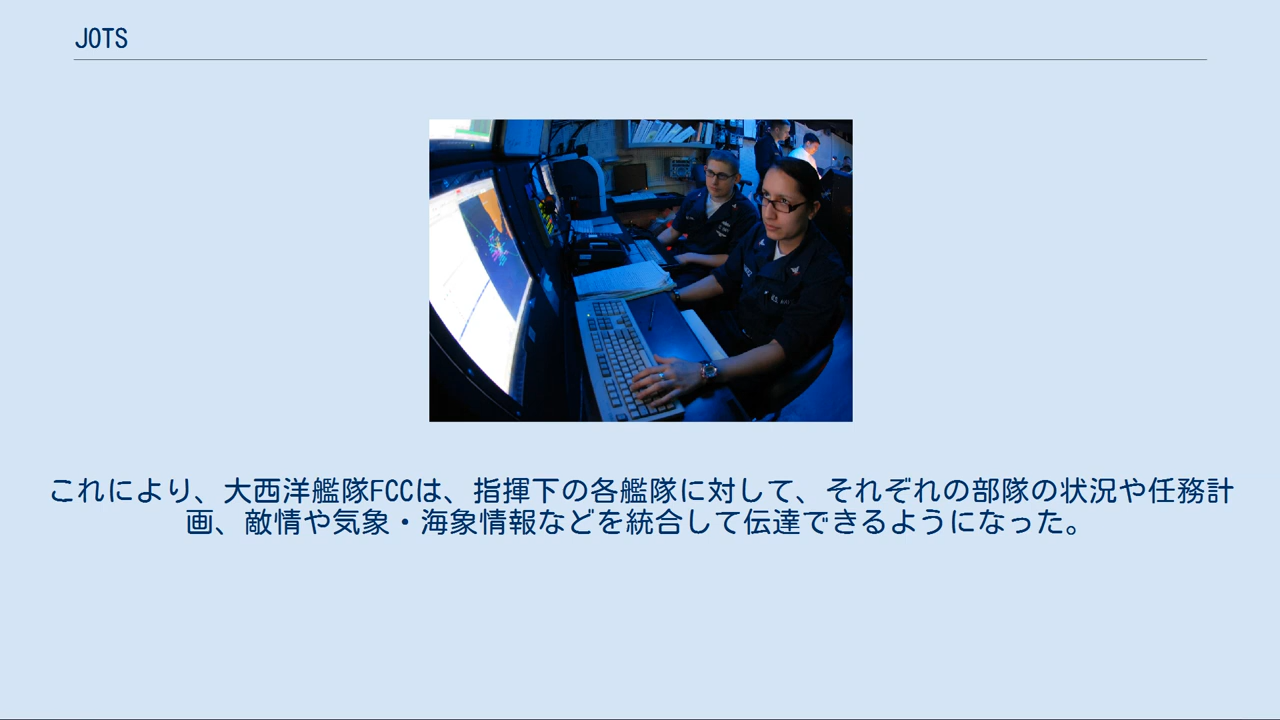 JOTS
これにより、大西洋艦隊FCCは、指揮下の各艦隊に対して、それぞれの部隊の状況や任務計
画、敵情や気象・海象情報などを統合して伝達できるようになった。